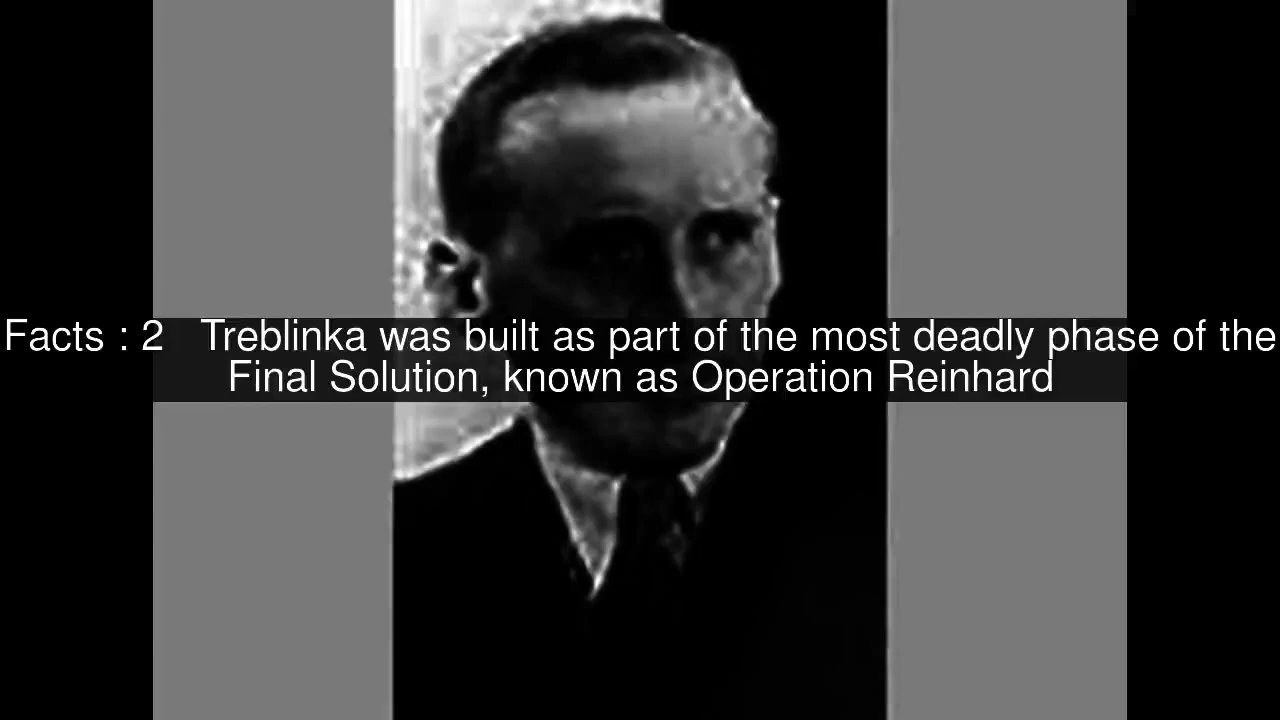 Facts : 2 Treblinka was built as part of the most deadly phase of the
Final Solution, known as Operation Reinhard